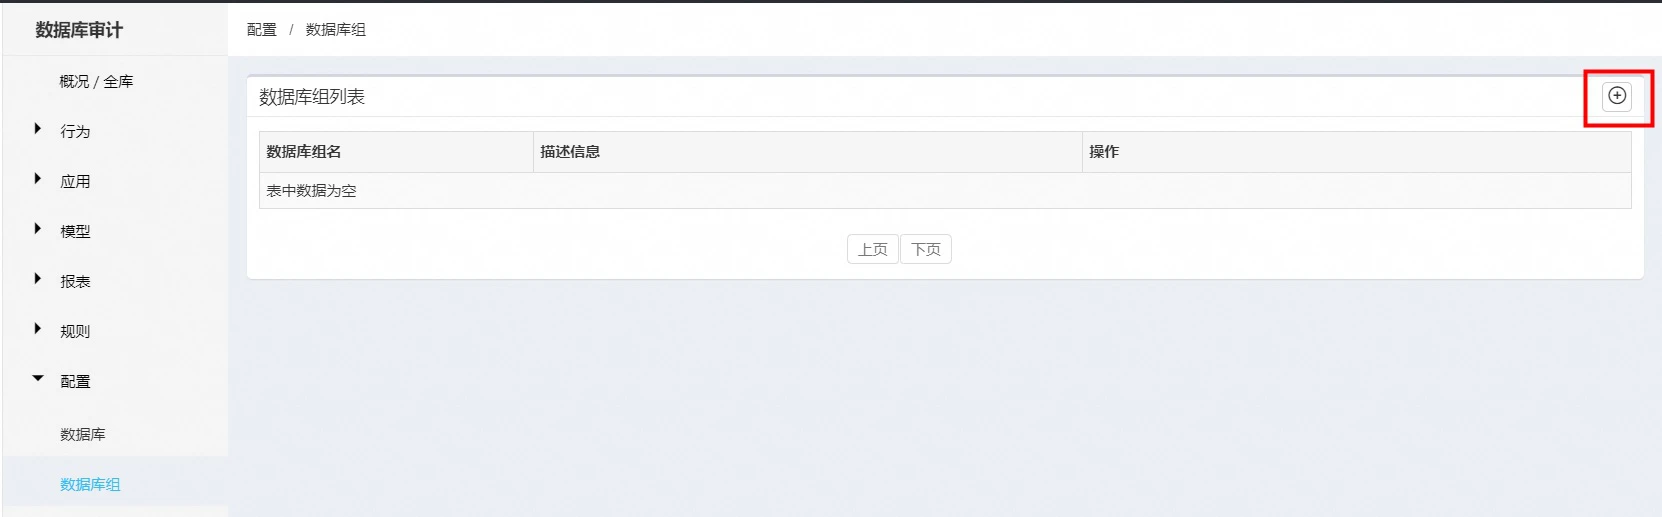 数据库审计
配置 / 数据库组
概况 / 全库
行为
应用
模型
报表
规则
配置
数据库
数据库组
数据库组列表
数据库组名 描述信息 操作
表中数据为空
上页 下页